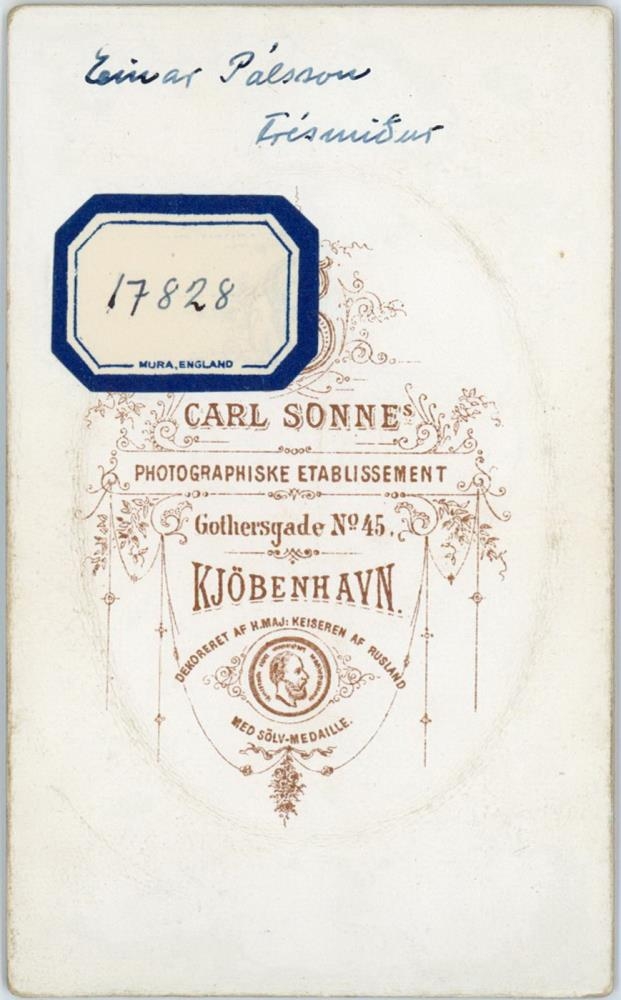 Einar Pálsson
Trésmiður
17828
MURA, ENGLAND
CARL SONNEs
PHOTOGRAPHISKE ETABLISSEMENT
Gothersgade No 45.
KJÖBENHAVN.
DEKORERET AF H.MAJ: KEISEREN AF RUSLAND
MED SÖLV-MEDAILLE.